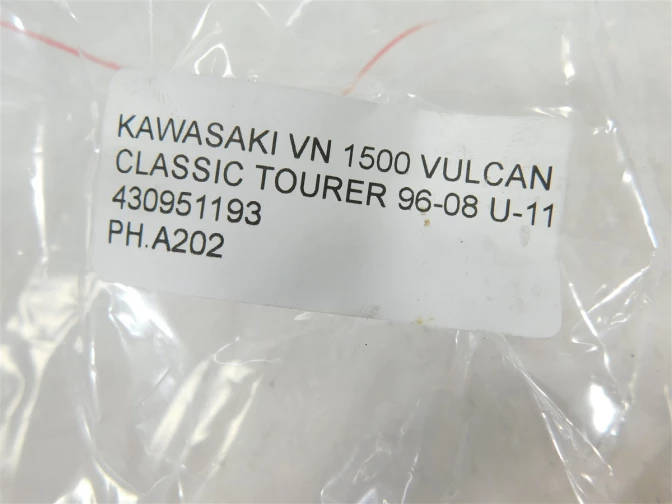 KAWASAKI VN 1500 VULCAN
CLASSIC TOURER 96-08 U-11
430951193
PH.A202